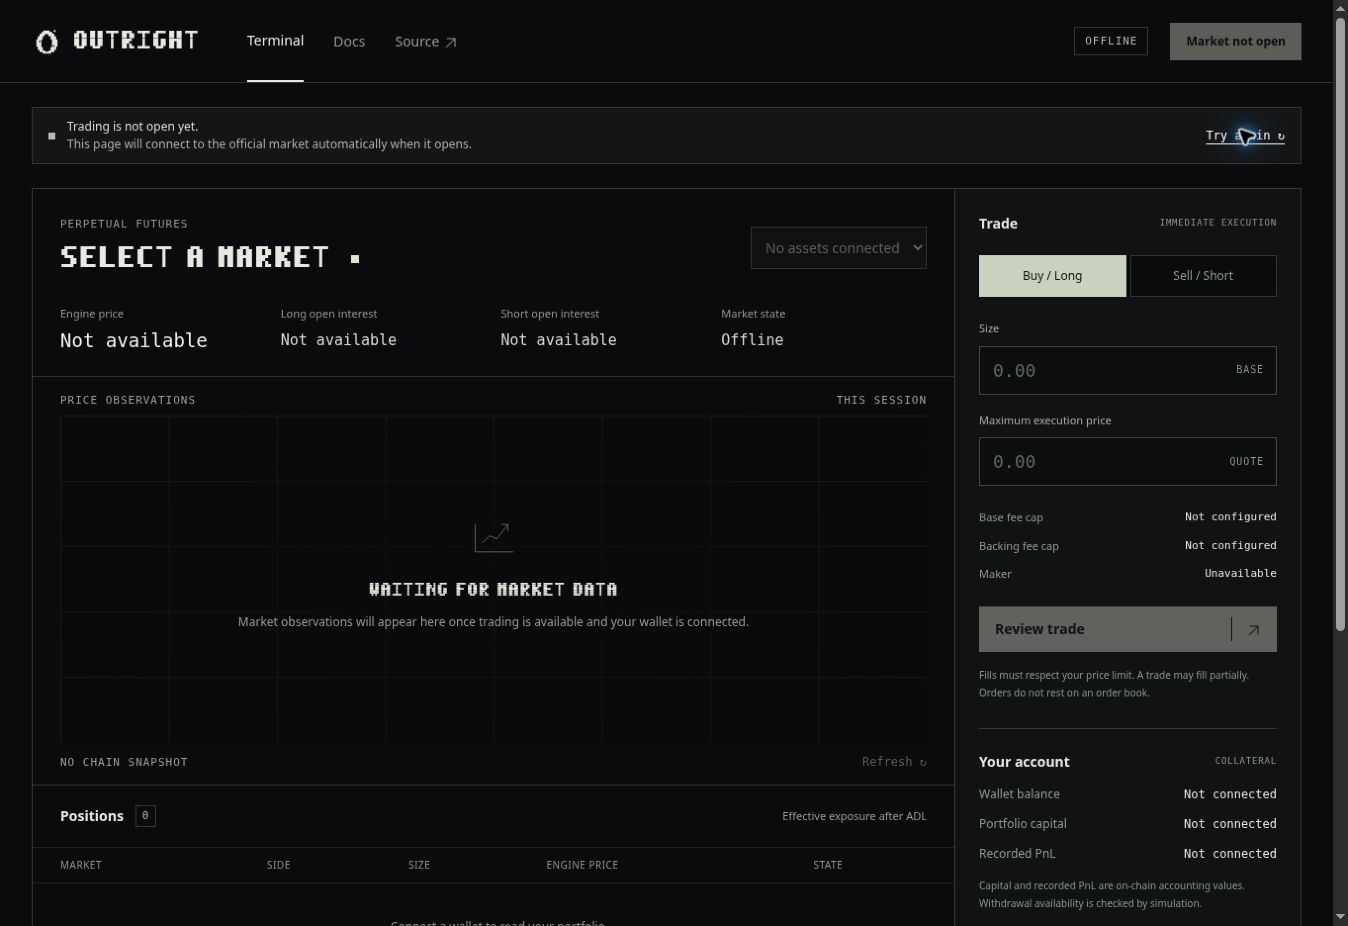 OUTRIGHT
Terminal
Docs
Source ↗
OFFLINE
Market not open
Trading is not open yet.
This page will connect to the official market automatically when it opens.
Try again ↻
PERPETUAL FUTURES
SELECT A MARKET
No assets connected
Engine price
Not available
Long open interest
Not available
Short open interest
Not available
Market state
Offline
PRICE OBSERVATIONS
THIS SESSION
WAITING FOR MARKET DATA
Market observations will appear here once trading is available and your wallet is connected.
NO CHAIN SNAPSHOT
Refresh ↻
Positions 0
Effective exposure after ADL
MARKET SIDE SIZE ENGINE PRICE STATE
Connect a wallet to read your portfolio.
Trade
IMMEDIATE EXECUTION
Buy / Long
Sell / Short
Size
0.00 BASE
Maximum execution price
0.00 QUOTE
Base fee cap Not configured
Backing fee cap Not configured
Maker Unavailable
Review trade ↗
Fills must respect your price limit. A trade may fill partially.
Orders do not rest on an order book.
Your account
COLLATERAL
Wallet balance Not connected
Portfolio capital Not connected
Recorded PnL Not connected
Capital and recorded PnL are on-chain accounting values.
Withdrawal availability is checked by simulation.